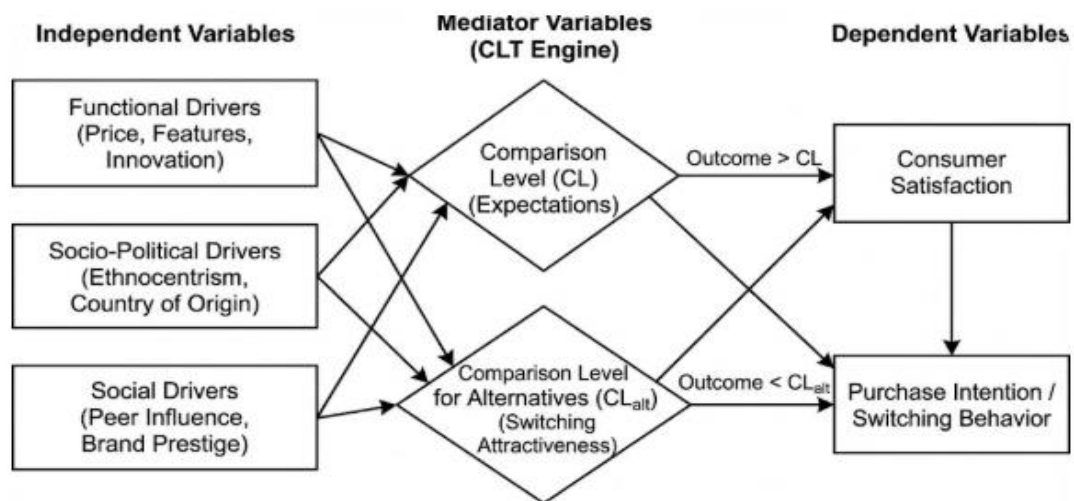 Independent Variables
Mediator Variables
(CLT Engine)
Dependent Variables
Functional Drivers
(Price, Features,
Innovation)
Socio-Political Drivers
(Ethnocentrism,
Country of Origin)
Social Drivers
(Peer Influence,
Brand Prestige)
Comparison
Level (CL)
(Expectations)
Comparison Level
for Alternatives (CLalt)
(Switching
Attractiveness)
Outcome > CL
Outcome < CLalt
Consumer
Satisfaction
Purchase Intention /
Switching Behavior